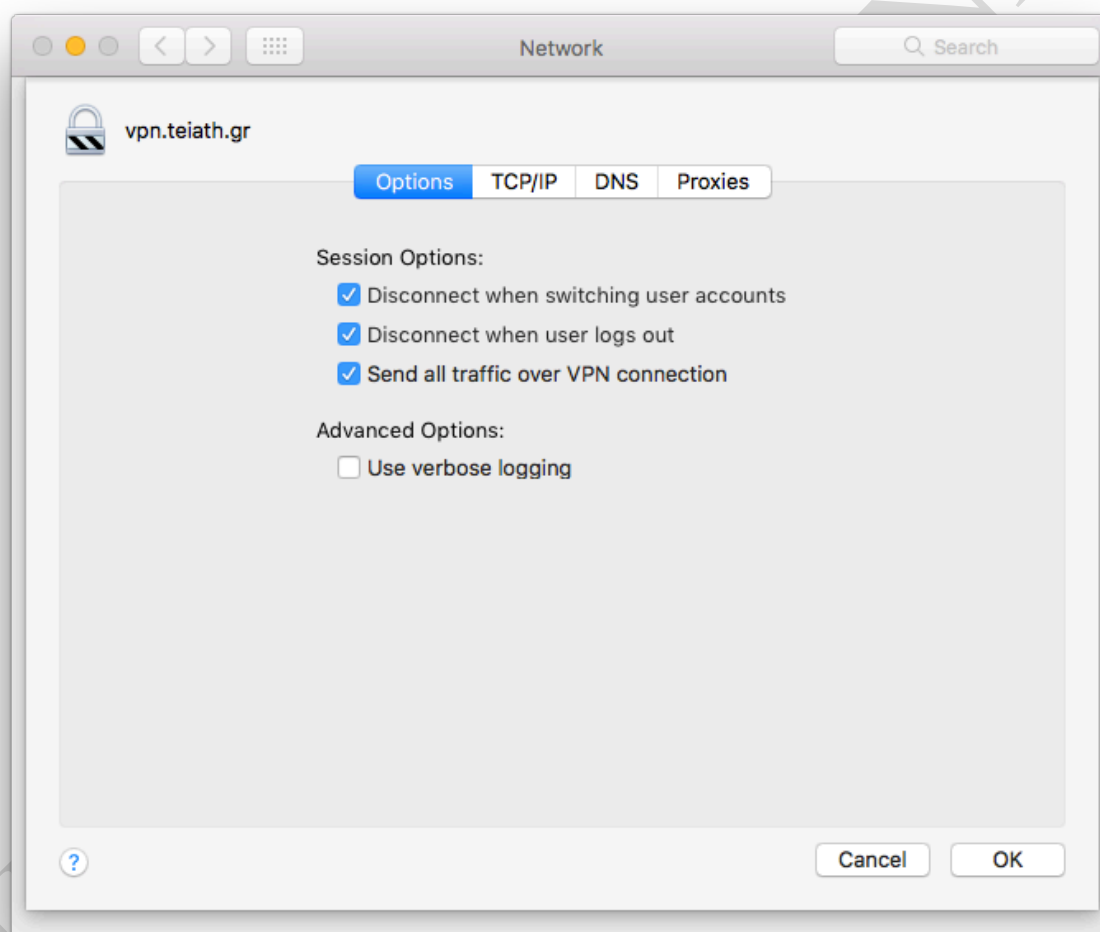 Network
Search
vpn.teiath.gr
Options TCP/IP DNS Proxies
Session Options:
Disconnect when switching user accounts
Disconnect when user logs out
Send all traffic over VPN connection
Advanced Options:
Use verbose logging
?
Cancel OK